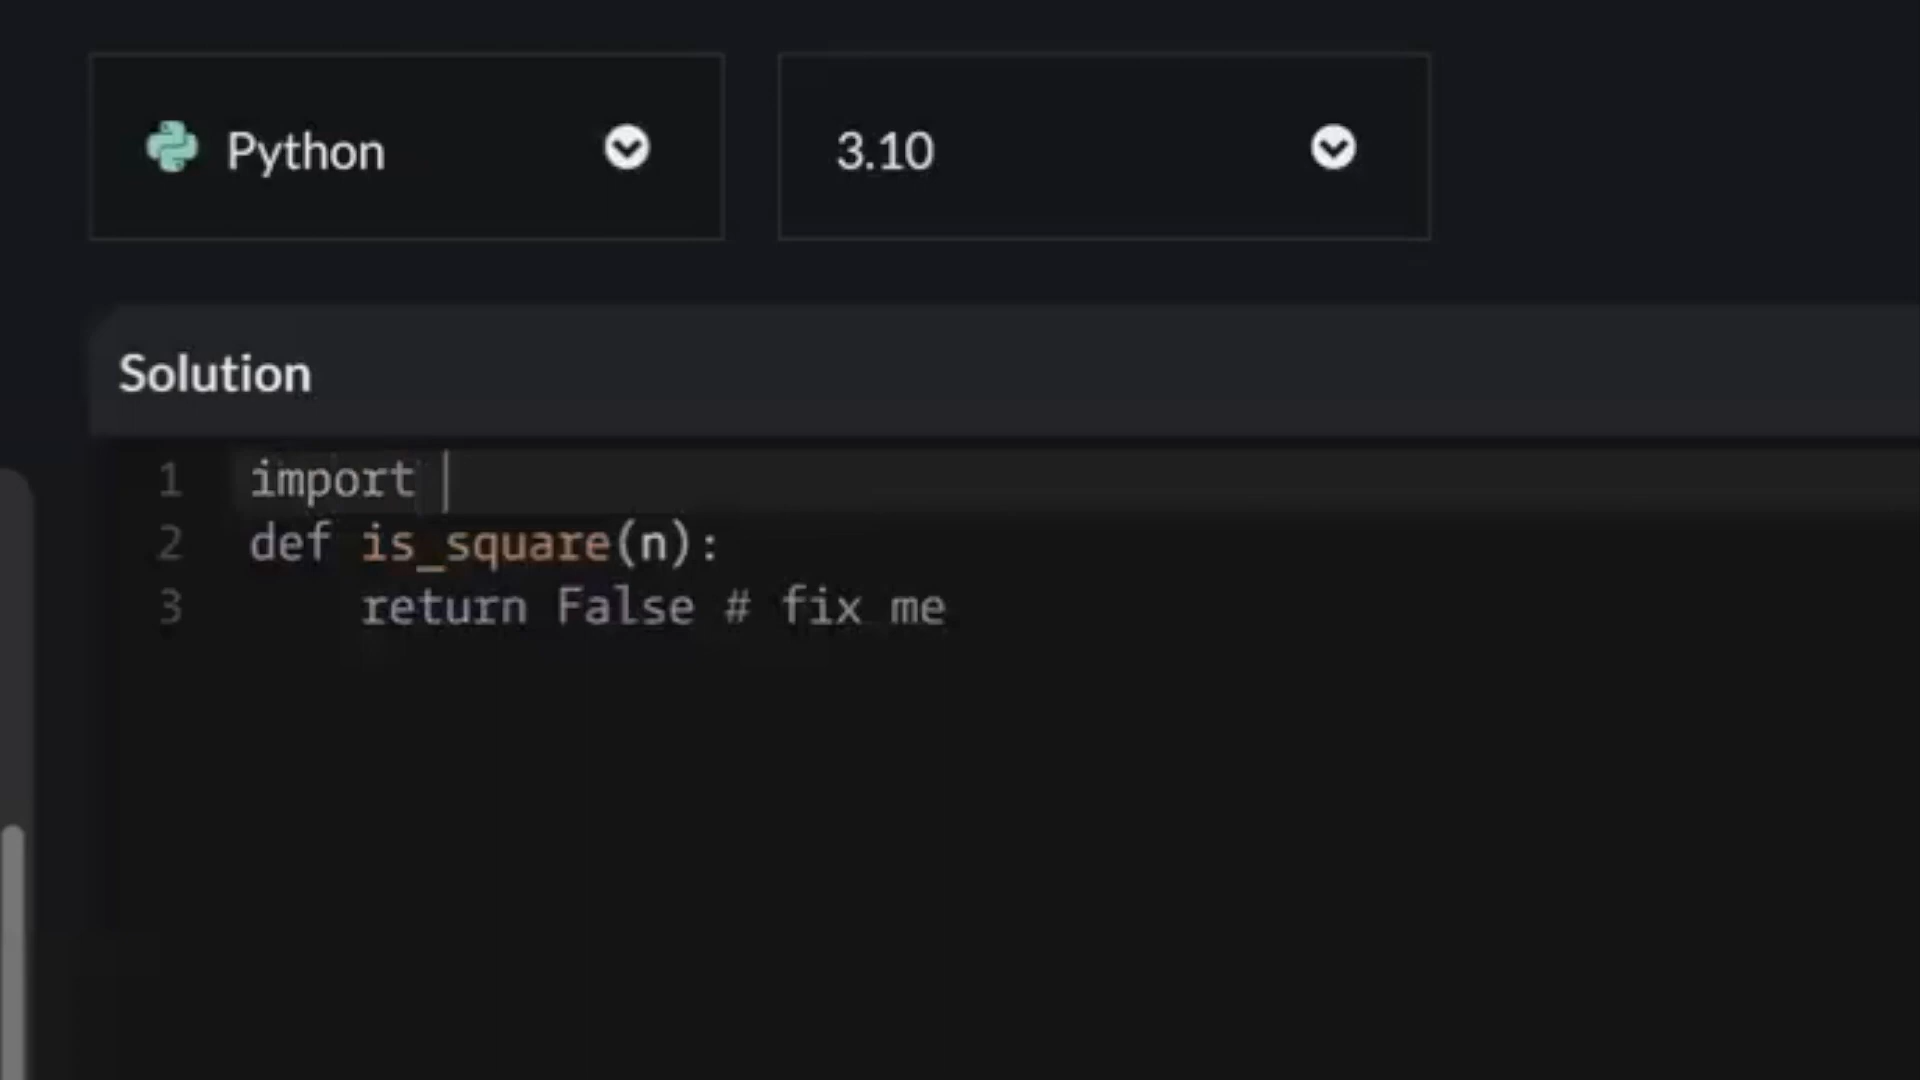 Python
3.10
Solution
1 import
2 def is_square(n):
3 return False # fix me